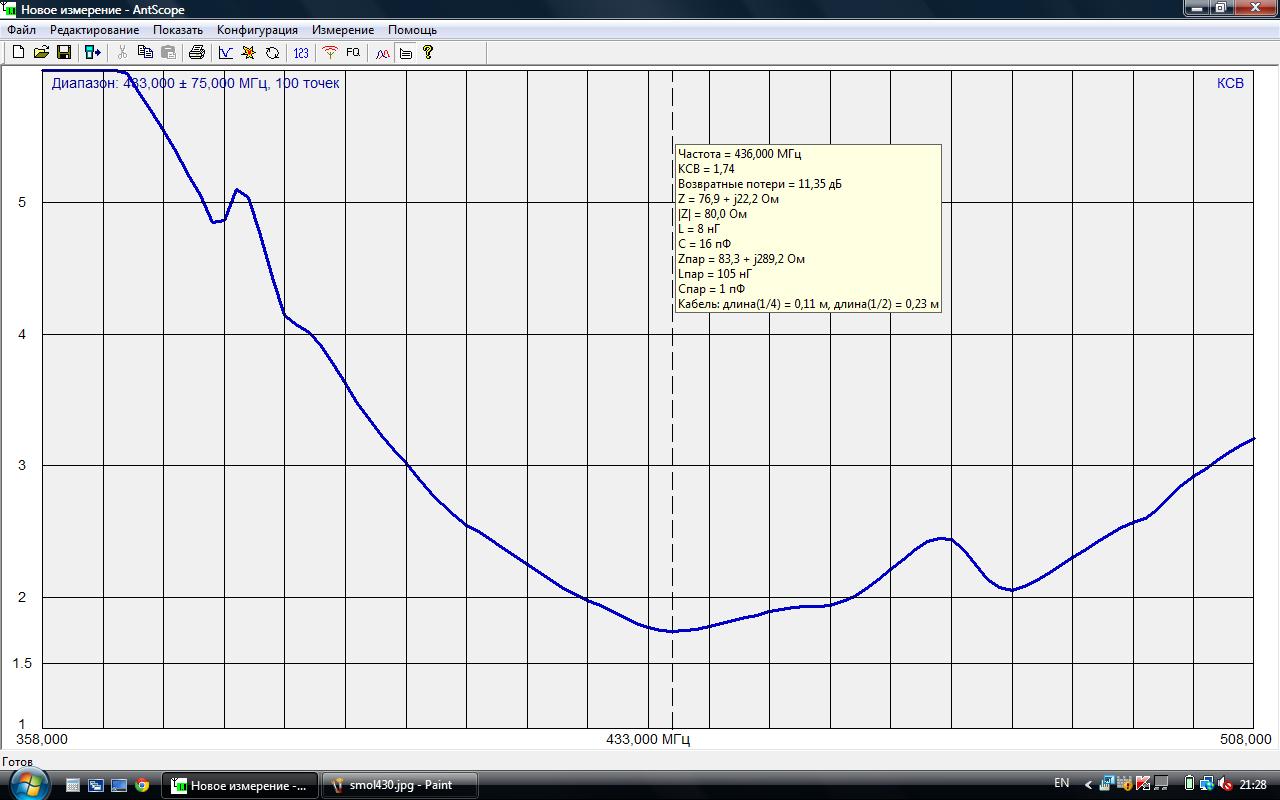 Новое измерение - AntScope
Файл Редактирование Показать Конфигурация Измерение Помощь
123 FQ ?
Диапазон: 433,000 ± 75,000 МГц, 100 точек
КСВ
Частота = 436,000 МГц
КСВ = 1,74
Возвратные потери = 11,35 дБ
Z = 76,9 + j22,2 Ом
|Z| = 80,0 Ом
L = 8 нГ
C = 16 пФ
Zпар = 83,3 + j289,2 Ом
Lпар = 105 нГ
Cпар = 1 пФ
Кабель: длина(1/4) = 0,11 м, длина(1/2) = 0,23 м
5
4
3
2
1.5
1
358,000 433,000 МГц 508,000
Готов
Новое измерение -... smol430.jpg - Paint EN 21:28